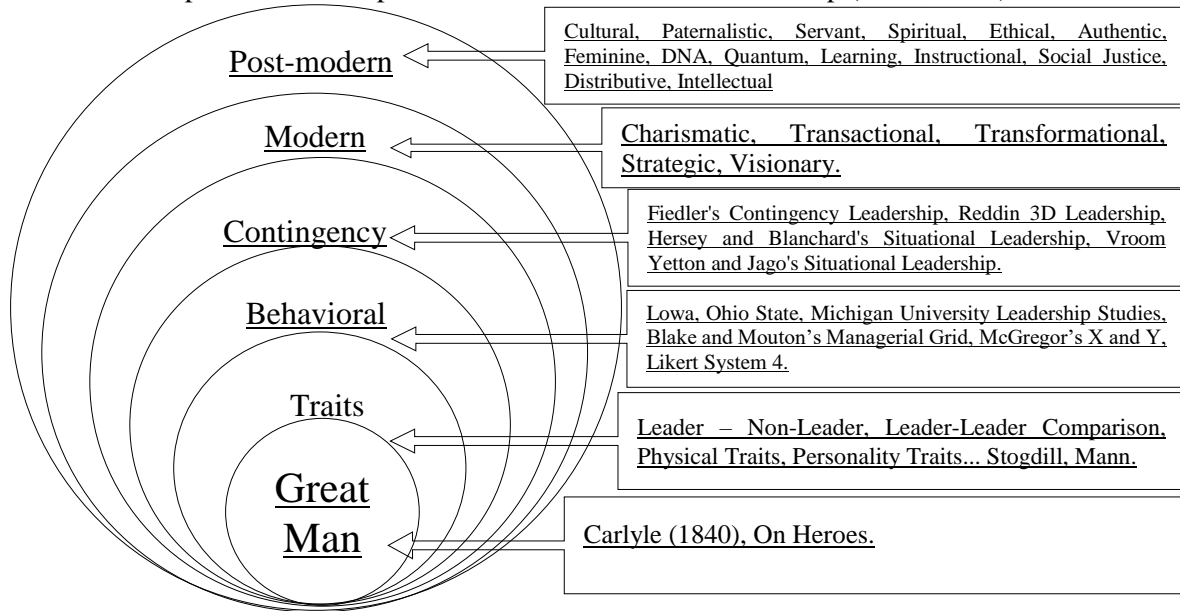 Post-modern
Cultural, Paternalistic, Servant, Spiritual, Ethical, Authentic,
Feminine, DNA, Quantum, Learning, Instructional, Social Justice,
Distributive, Intellectual
Modern
Charismatic, Transactional, Transformational,
Strategic, Visionary.
Contingency
Fiedler's Contingency Leadership, Reddin 3D Leadership,
Hersey and Blanchard's Situational Leadership, Vroom
Yetton and Jago's Situational Leadership.
Behavioral
Lowa, Ohio State, Michigan University Leadership Studies,
Blake and Mouton’s Managerial Grid, McGregor’s X and Y,
Likert System 4.
Traits
Leader – Non-Leader, Leader-Leader Comparison,
Physical Traits, Personality Traits... Stogdill, Mann.
Great
Man
Carlyle (1840), On Heroes.